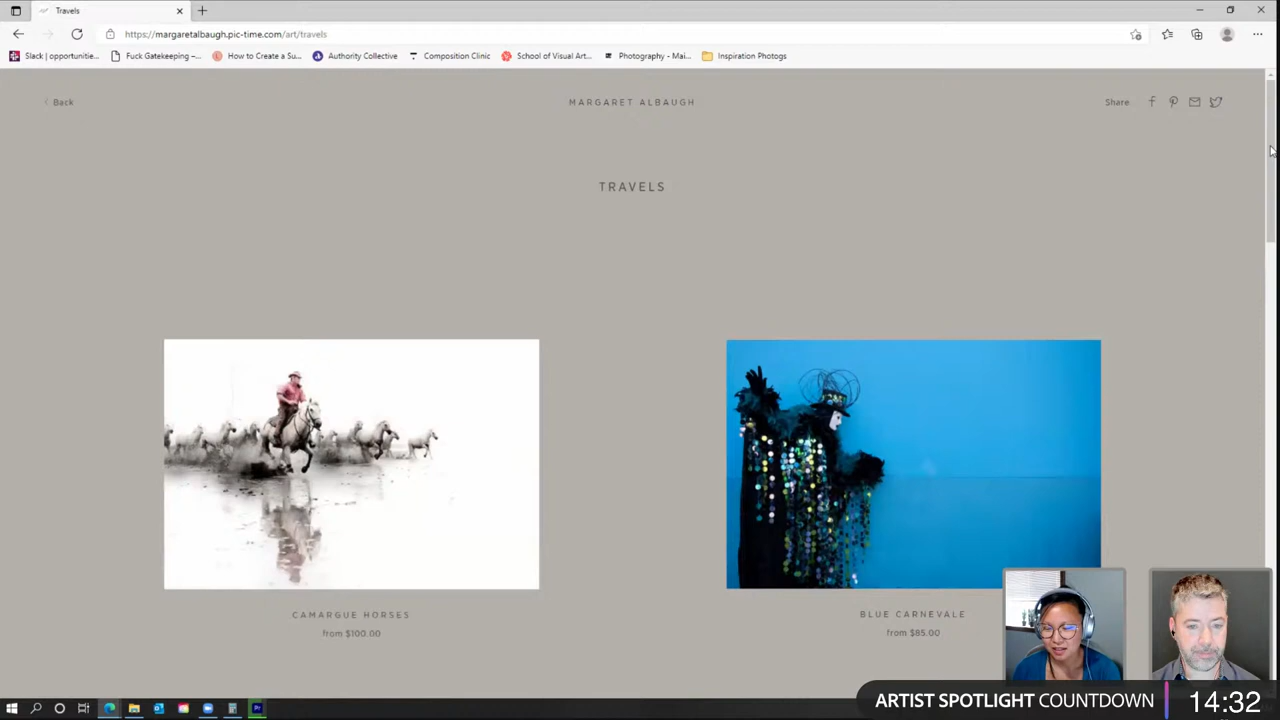 Travels
https://margaretalbaugh.pic-time.com/art/travels
Slack | opportunitie... Fuck Gatekeeping –... How to Create a Su... Authority Collective Composition Clinic School of Visual Art... Photography - Mai... Inspiration Photogs
Back MARGARET ALBAUGH Share
TRAVELS
CAMARGUE HORSES
from $100.00
BLUE CARNEVALE
from $85.00
ARTIST SPOTLIGHT COUNTDOWN 14:32